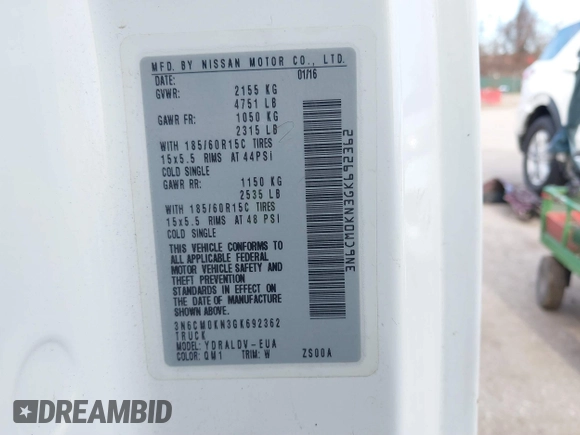 MFD. BY NISSAN MOTOR CO., LTD.
DATE: 01/16
GVWR: 2155 KG
4751 LB
GAWR FR: 1050 KG
2315 LB
WITH 185/60R15C TIRES
15x5.5 RIMS AT 44PSi
COLD SINGLE
GAWR RR: 1150 KG
2535 LB
WITH 185/60R15C TIRES
15x5.5 RIMS AT 48 PSI
COLD SINGLE
THIS VEHICLE CONFORMS TO
ALL APPLICABLE FEDERAL
MOTOR VEHICLE SAFETY AND
THEFT PREVENTION
STANDARDS IN EFFECT ON
THE DATE OF MANUFACTURE
SHOWN ABOVE.
3N6CM0KN3GK692362
TRUCK
MODEL: YDRALDV-EUA
COLOR: QM1 TRIM: W ZS00A
3N6CM0KN3GK692362
DREAMBID